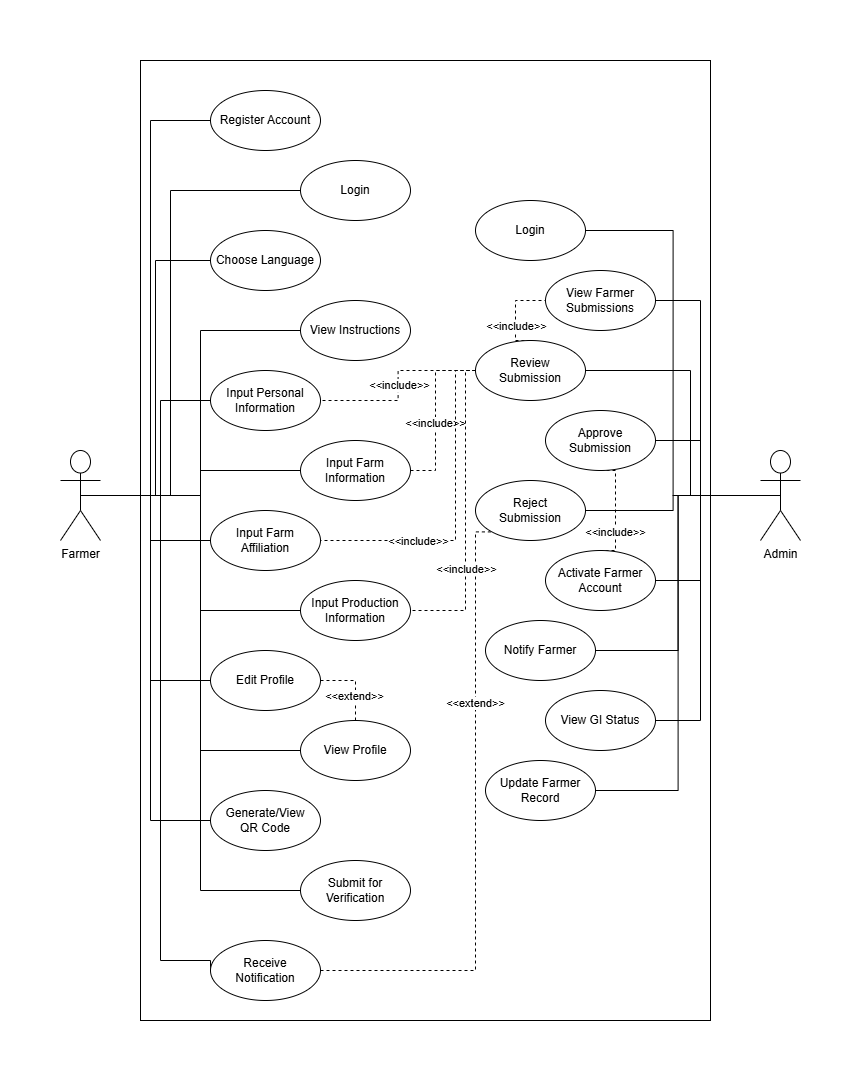 Register Account
Login
Login
Choose Language
View Farmer
Submissions
<<include>>
View Instructions
Review
Submission
<<include>>
Input Personal
Information
<<include>>
Approve
Submission
Input Farm
Information
Reject
Submission
Input Farm
Affiliation
<<include>>
<<include>>
Farmer
Admin
<<include>>
Activate Farmer
Account
Input Production
Information
Notify Farmer
Edit Profile
<<extend>>
<<extend>>
View GI Status
View Profile
Update Farmer
Record
Generate/View
QR Code
Submit for
Verification
Receive
Notification